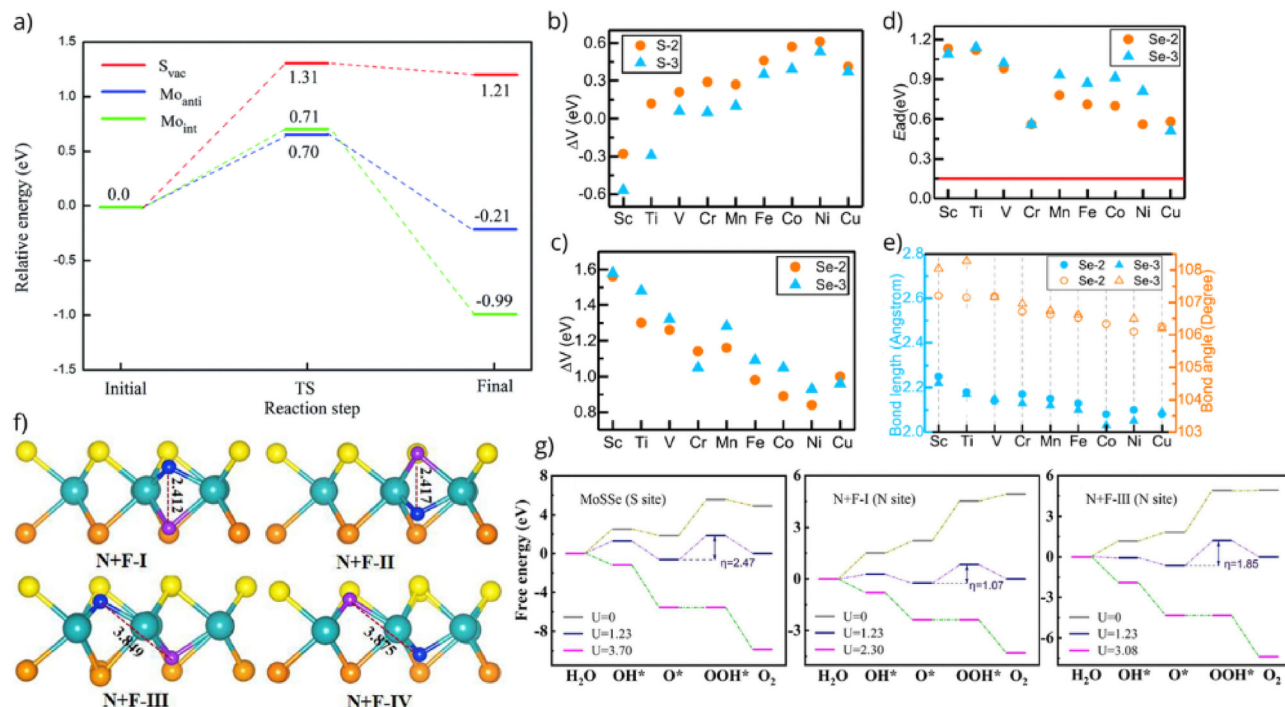 a)
Relative energy (eV)
1.5
1.0
0.5
0.0
-0.5
-1.0
-1.5
S_vac
Mo_anti
Mo_int
0.0
1.31
0.71
0.70
1.21
-0.21
-0.99
Initial
TS
Final
Reaction step
b)
ΔV (eV)
0.6
0.3
0.0
-0.3
-0.6
S-2
S-3
Sc Ti V Cr Mn Fe Co Ni Cu
c)
ΔV (eV)
1.6
1.4
1.2
1.0
0.8
Se-2
Se-3
Sc Ti V Cr Mn Fe Co Ni Cu
d)
Ead(eV)
1.2
0.9
0.6
0.3
0.0
Se-2
Se-3
Sc Ti V Cr Mn Fe Co Ni Cu
e)
Bond length (Angstrom)
2.8
2.6
2.4
2.2
2.0
Se-2 Se-3
Se-2 Se-3
108
107
106
105
104
103
Bond angle (Degree)
Sc Ti V Cr Mn Fe Co Ni Cu
f)
2.412
N+F-I
2.417
N+F-II
3.849
N+F-III
3.875
N+F-IV
g)
Free energy (eV)
8
4
0
-4
-8
MoSSe (S site)
η=2.47
U=0
U=1.23
U=3.70
H₂O OH* O* OOH* O₂
6
3
0
-3
N+F-I (N site)
η=1.07
U=0
U=1.23
U=2.30
H₂O OH* O* OOH* O₂
6
3
0
-3
-6
N+F-III (N site)
η=1.85
U=0
U=1.23
U=3.08
H₂O OH* O* OOH* O₂